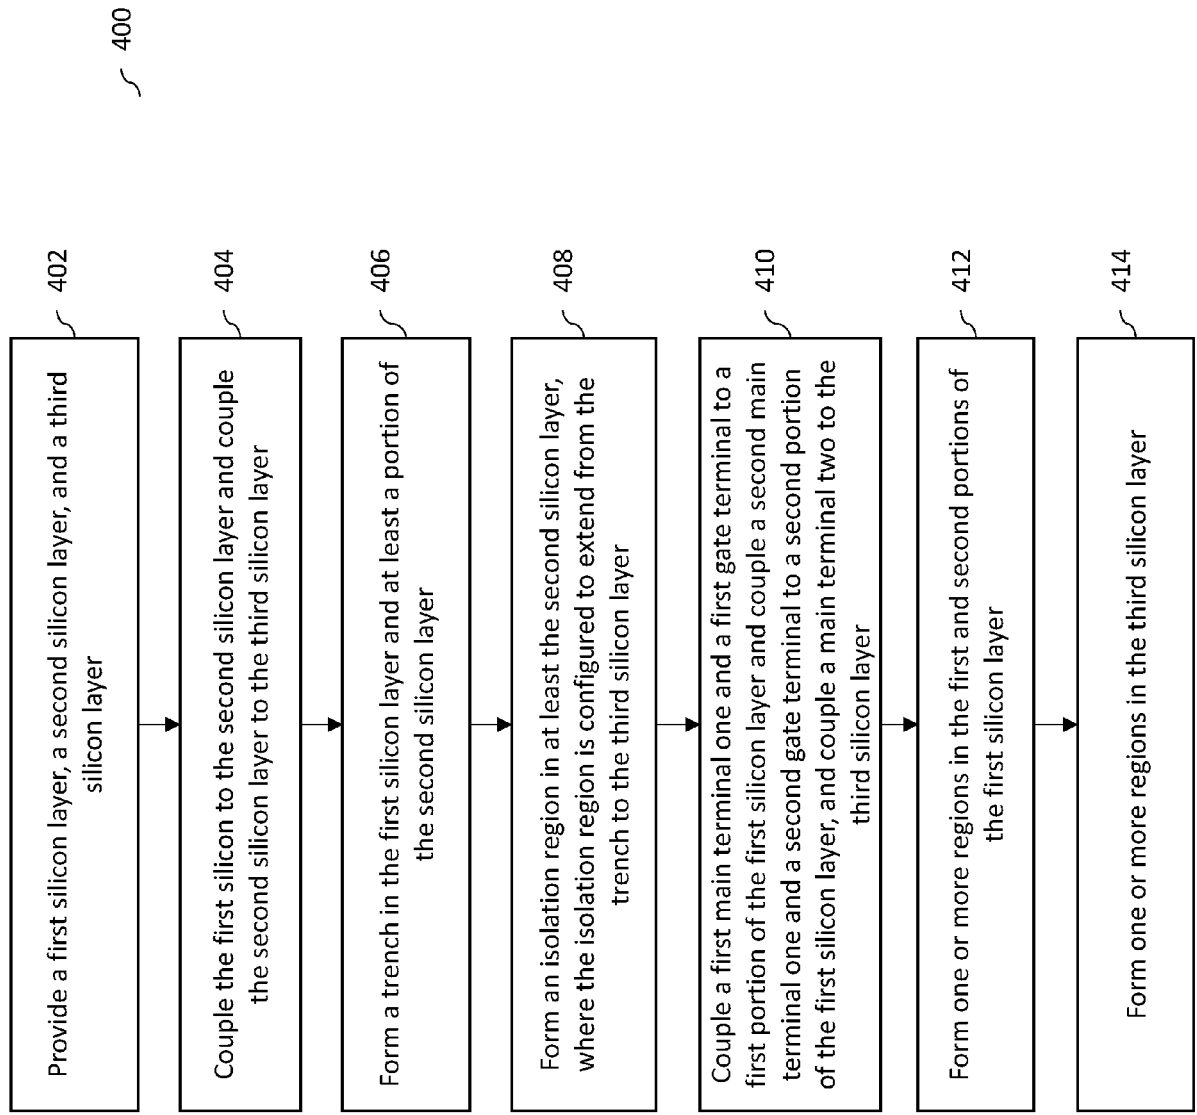 400
402
Provide a first silicon layer, a second silicon layer, and a third
silicon layer
404
Couple the first silicon to the second silicon layer and couple
the second silicon layer to the third silicon layer
406
Form a trench in the first silicon layer and at least a portion of
the second silicon layer
408
Form an isolation region in at least the second silicon layer,
where the isolation region is configured to extend from the
trench to the third silicon layer
410
Couple a first main terminal one and a first gate terminal to a
first portion of the first silicon layer and couple a second main
terminal one and a second gate terminal to a second portion
of the first silicon layer, and couple a main terminal two to the
third silicon layer
412
Form one or more regions in the first and second portions of
the first silicon layer
414
Form one or more regions in the third silicon layer